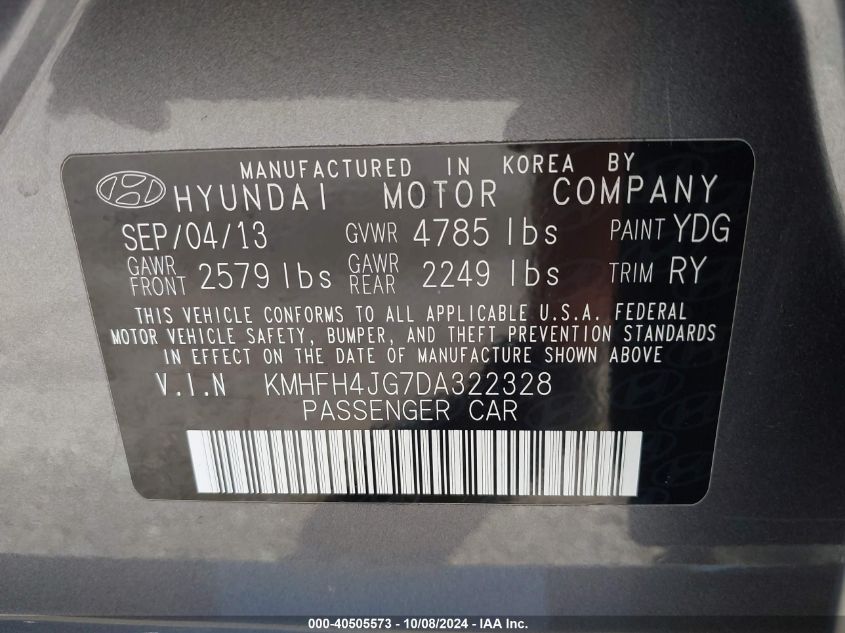 MANUFACTURED IN KOREA BY
HYUNDAI MOTOR COMPANY
SEP/04/13 GVWR 4785 lbs PAINT YDG
GAWR FRONT 2579 lbs GAWR REAR 2249 lbs TRIM RY
THIS VEHICLE CONFORMS TO ALL APPLICABLE U.S.A. FEDERAL
MOTOR VEHICLE SAFETY, BUMPER, AND THEFT PREVENTION STANDARDS
IN EFFECT ON THE DATE OF MANUFACTURE SHOWN ABOVE
V.I.N KMHFH4JG7DA322328
PASSENGER CAR
000-40505573 - 10/08/2024 - IAA Inc.